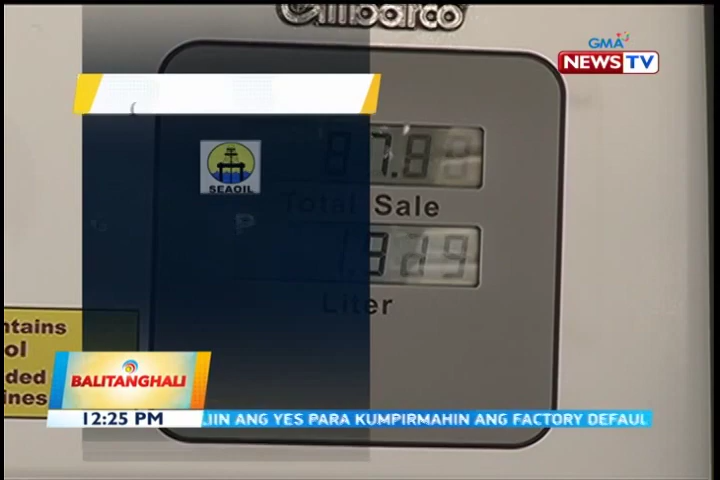 Gilbarco
GMA
NEWS TV
SEAOIL
Total Sale
Liter
ntains
ol
ded
ines
BALITANGHALI
12:25 PM
LIIN ANG YES PARA KUMPIRMAHIN ANG FACTORY DEFAUL